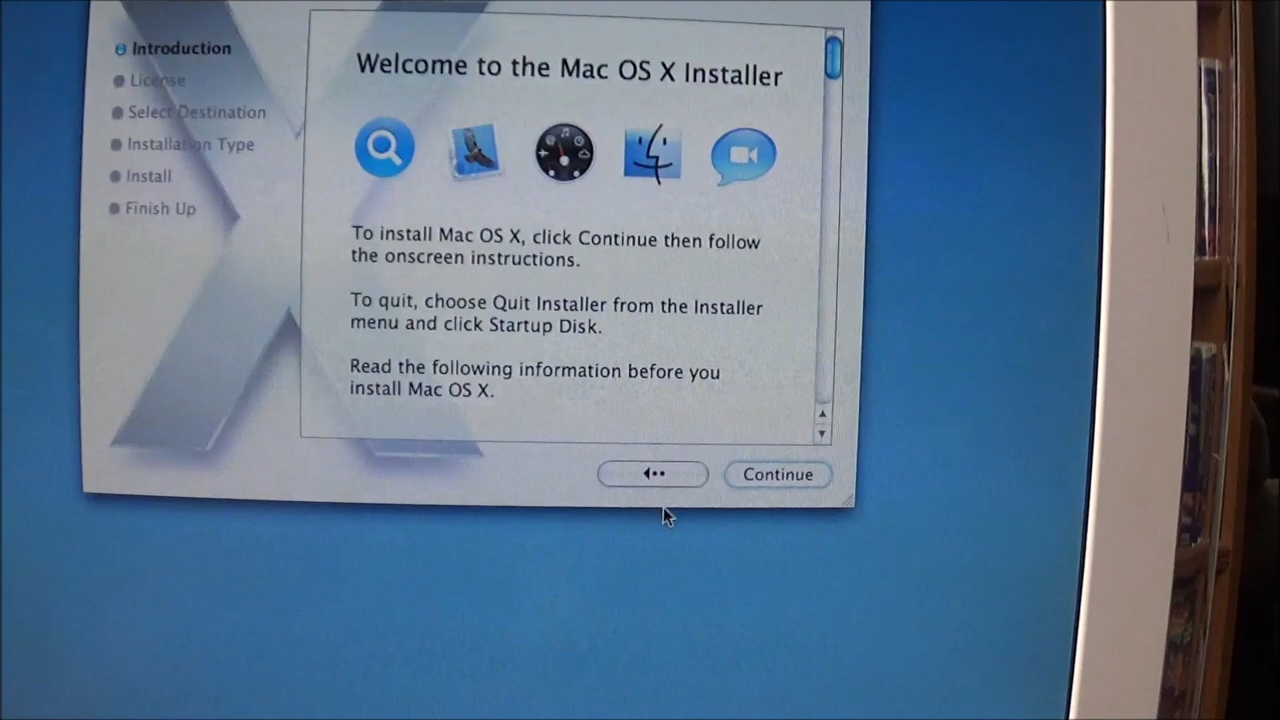 Introduction
License
Select Destination
Installation Type
Install
Finish Up
Welcome to the Mac OS X Installer
To install Mac OS X, click Continue then follow
the onscreen instructions.
To quit, choose Quit Installer from the Installer
menu and click Startup Disk.
Read the following information before you
install Mac OS X.
Continue